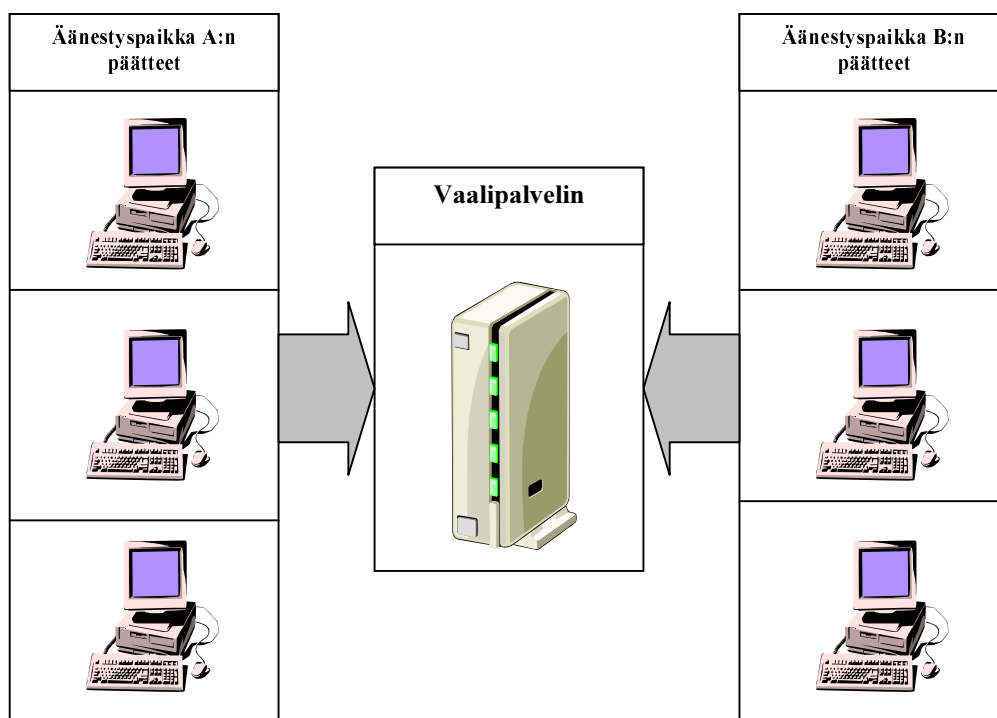 Äänestyspaikka A:n
päätteet
Vaalipalvelin
Äänestyspaikka B:n
päätteet